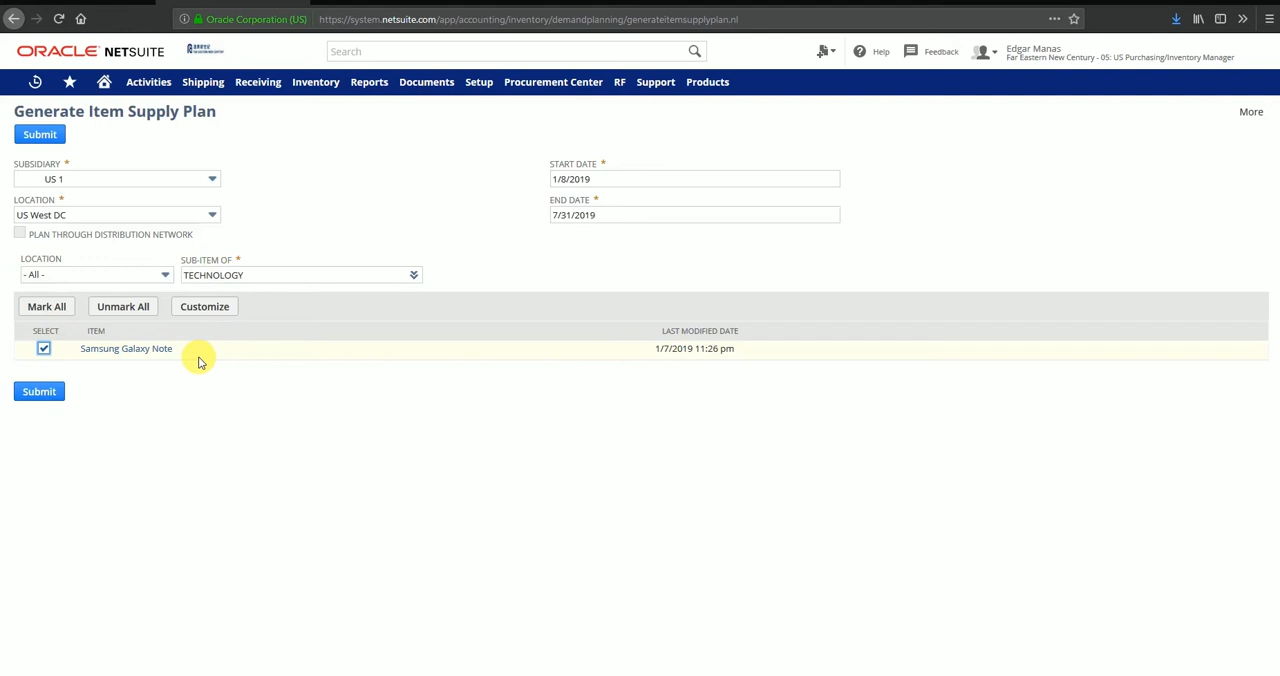 Oracle Corporation (US) https://system.netsuite.com/app/accounting/inventory/demandplanning/generateitemsupplyplan.nl
ORACLE NETSUITE Search Help Feedback Edgar Manas
Far Eastern New Century - 05: US Purchasing/Inventory Manager
Activities Shipping Receiving Inventory Reports Documents Setup Procurement Center RF Support Products
Generate Item Supply Plan More
Submit
SUBSIDIARY * START DATE *
US 1 1/8/2019
LOCATION * END DATE *
US West DC 7/31/2019
PLAN THROUGH DISTRIBUTION NETWORK
LOCATION SUB-ITEM OF *
- All - TECHNOLOGY
Mark All Unmark All Customize
SELECT ITEM LAST MODIFIED DATE
Samsung Galaxy Note 1/7/2019 11:26 pm
Submit